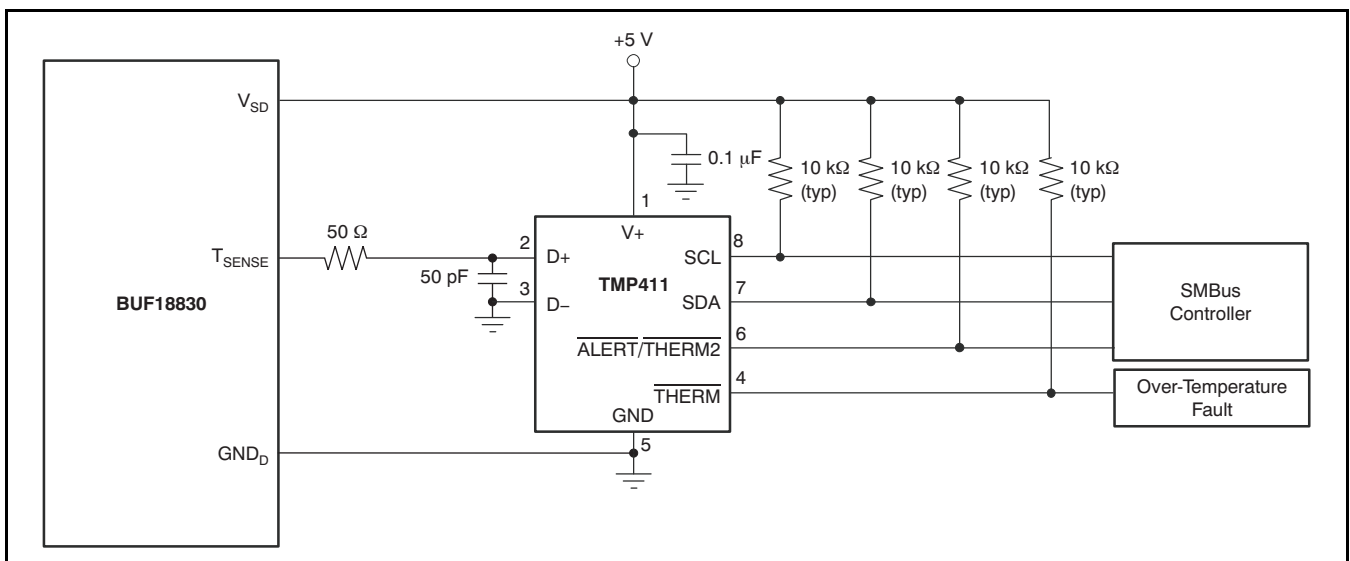 +5 V
V_SD
0.1 μF
10 kΩ
(typ)
10 kΩ
(typ)
10 kΩ
(typ)
10 kΩ
(typ)
1
V+
50 Ω
T_SENSE
2
D+
50 pF
3
D−
TMP411
BUF18830
SCL
8
SDA
7
ALERT/THERM2
6
THERM
4
GND
5
GND_D
SMBus
Controller
Over-Temperature
Fault